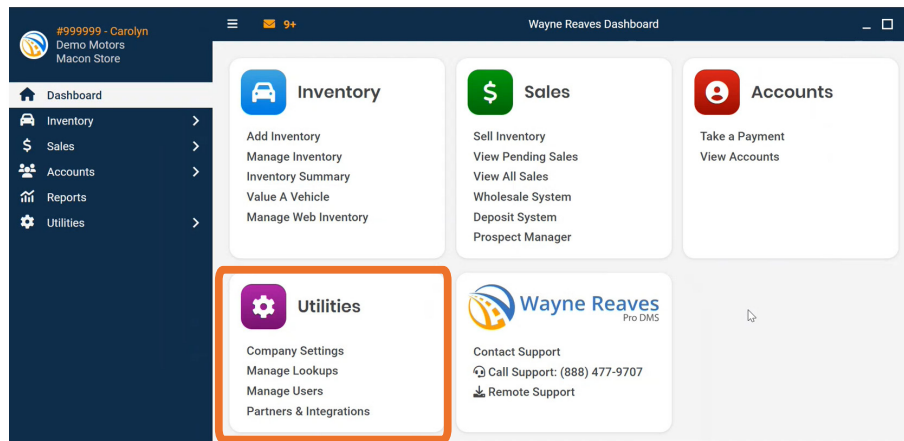 #999999 - Carolyn
Demo Motors
Macon Store
Dashboard
Inventory
Sales
Accounts
Reports
Utilities
9+
Wayne Reaves Dashboard
Inventory
Add Inventory
Manage Inventory
Inventory Summary
Value A Vehicle
Manage Web Inventory
Sales
Sell Inventory
View Pending Sales
View All Sales
Wholesale System
Deposit System
Prospect Manager
Accounts
Take a Payment
View Accounts
Utilities
Company Settings
Manage Lookups
Manage Users
Partners & Integrations
Wayne Reaves
Pro DMS
Contact Support
Call Support: (888) 477-9707
Remote Support